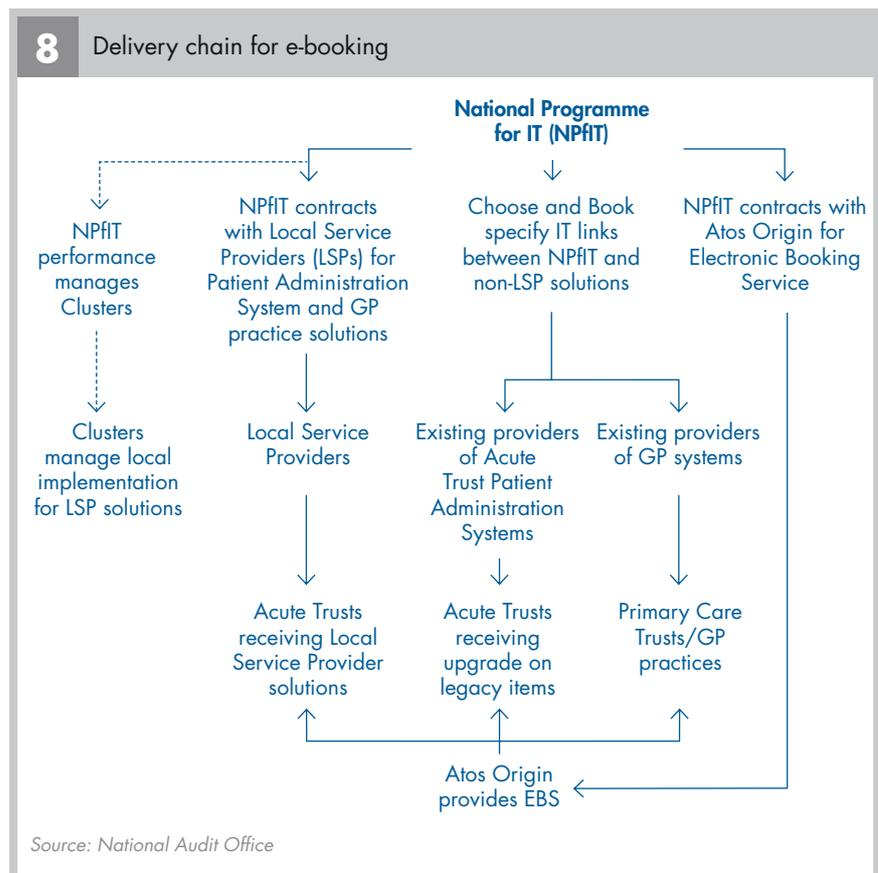 8
Delivery chain for e-booking
National Programme
for IT (NPfIT)
NPfIT
performance
manages
Clusters
NPfIT contracts
with Local Service
Providers (LSPs) for
Patient Administration
System and GP
practice solutions
Choose and Book
specify IT links
between NPfIT and
non-LSP solutions
NPfIT contracts with
Atos Origin for
Electronic Booking
Service
Clusters
manage local
implementation
for LSP solutions
Local Service
Providers
Existing providers
of Acute
Trust Patient
Administration
Systems
Existing providers
of GP systems
Acute Trusts
receiving Local
Service Provider
solutions
Acute Trusts
receiving
upgrade on
legacy items
Primary Care
Trusts/GP
practices
Atos Origin
provides EBS
Source: National Audit Office